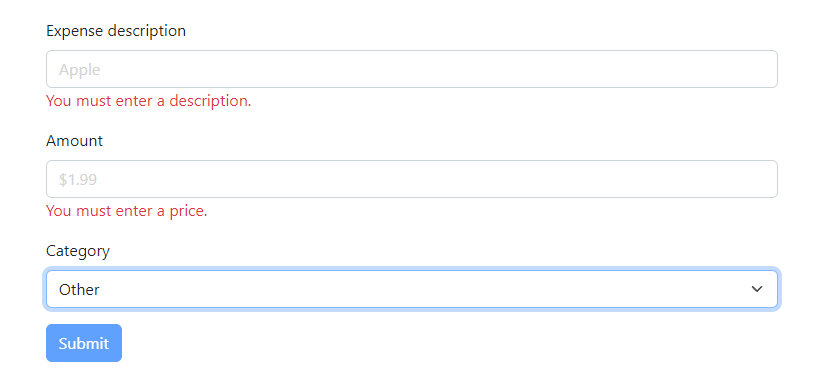 Expense description
Apple
You must enter a description.
Amount
$1.99
You must enter a price.
Category
Other
Submit